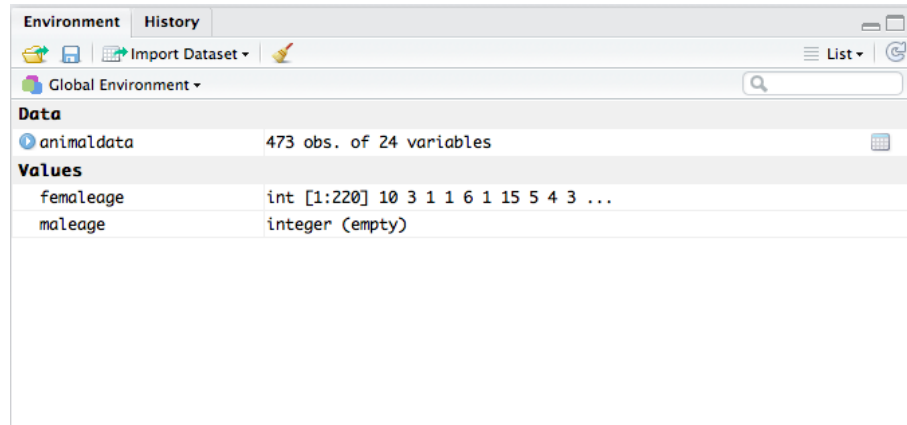 Environment History
Import Dataset List
Global Environment
Data
animaldata 473 obs. of 24 variables
Values
femaleage int [1:220] 10 3 1 1 6 1 15 5 4 3 ...
maleage integer (empty)